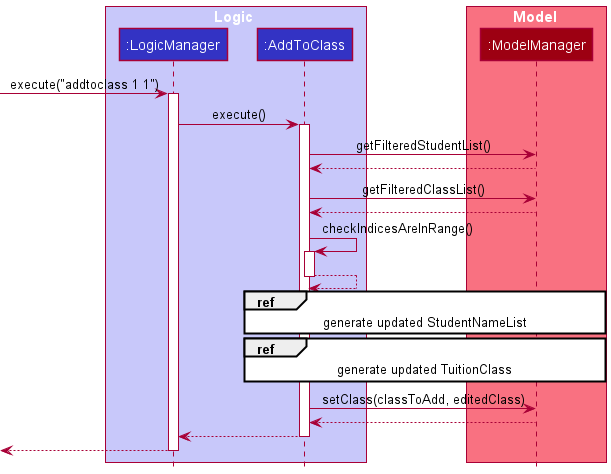 Logic
Model
:LogicManager
:AddToClass
:ModelManager
execute("addtoclass 1 1")
execute()
getFilteredStudentList()
getFilteredClassList()
checkIndicesAreInRange()
ref
generate updated StudentNameList
ref
generate updated TuitionClass
setClass(classToAdd, editedClass)